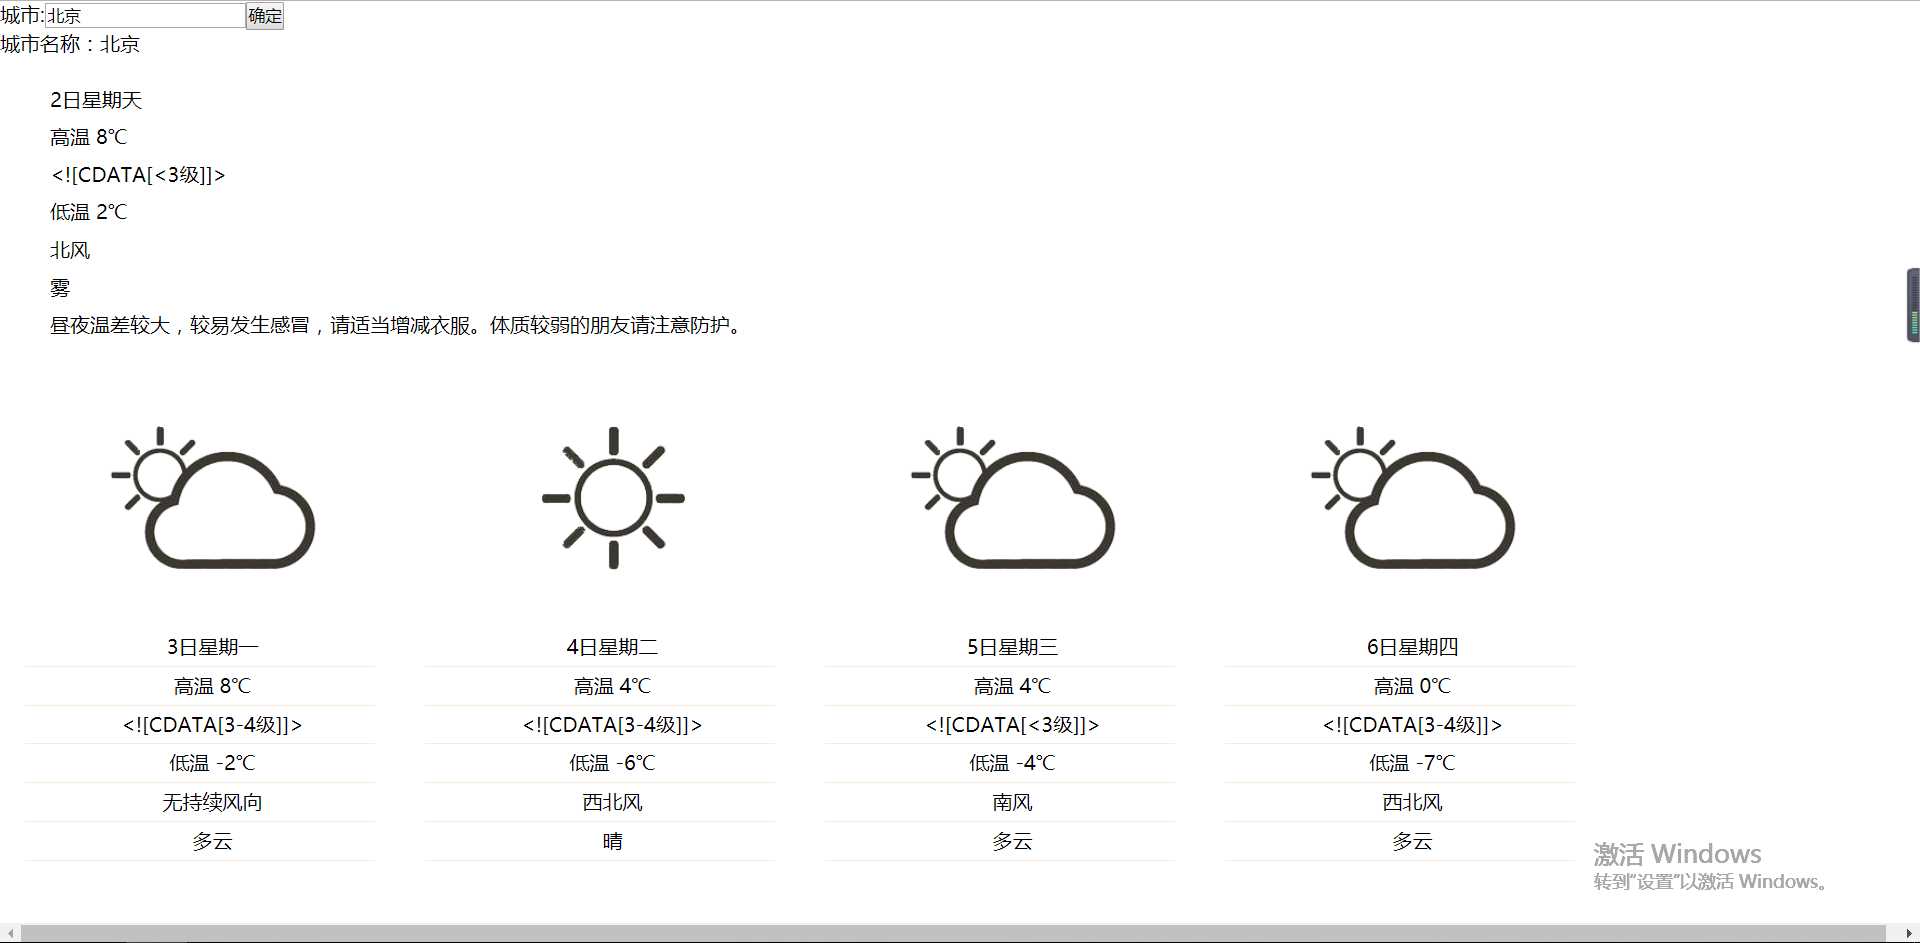 城市:北京 确定
城市名称：北京
2日星期天
高温 8℃
<![CDATA[<3级]]>
低温 2℃
北风
雾
昼夜温差较大，较易发生感冒，请适当增减衣服。体质较弱的朋友请注意防护。
3日星期一 4日星期二 5日星期三 6日星期四
高温 8℃ 高温 4℃ 高温 4℃ 高温 0℃
<![CDATA[3-4级]]> <![CDATA[3-4级]]> <![CDATA[<3级]]> <![CDATA[3-4级]]>
低温 -2℃ 低温 -6℃ 低温 -4℃ 低温 -7℃
无持续风向 西北风 南风 西北风
多云 晴 多云 多云
激活 Windows
转到"设置"以激活 Windows。